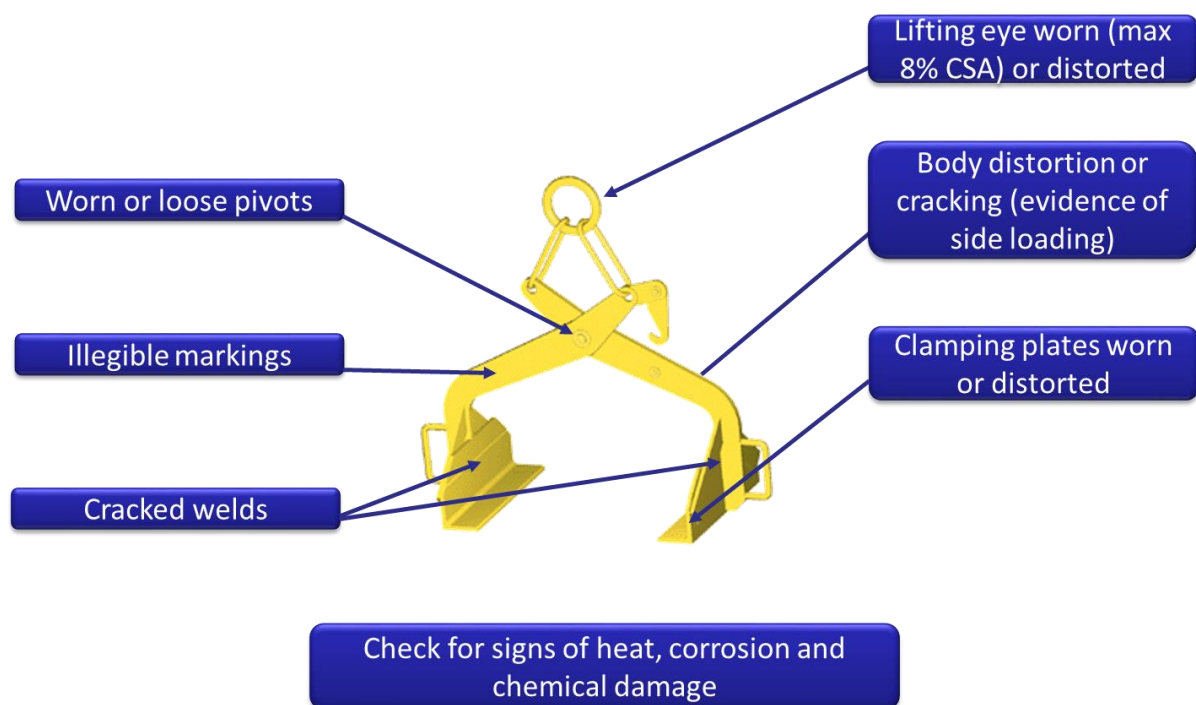 Lifting eye worn (max
8% CSA) or distorted
Worn or loose pivots
Body distortion or
cracking (evidence of
side loading)
Illegible markings
Clamping plates worn
or distorted
Cracked welds
Check for signs of heat, corrosion and
chemical damage